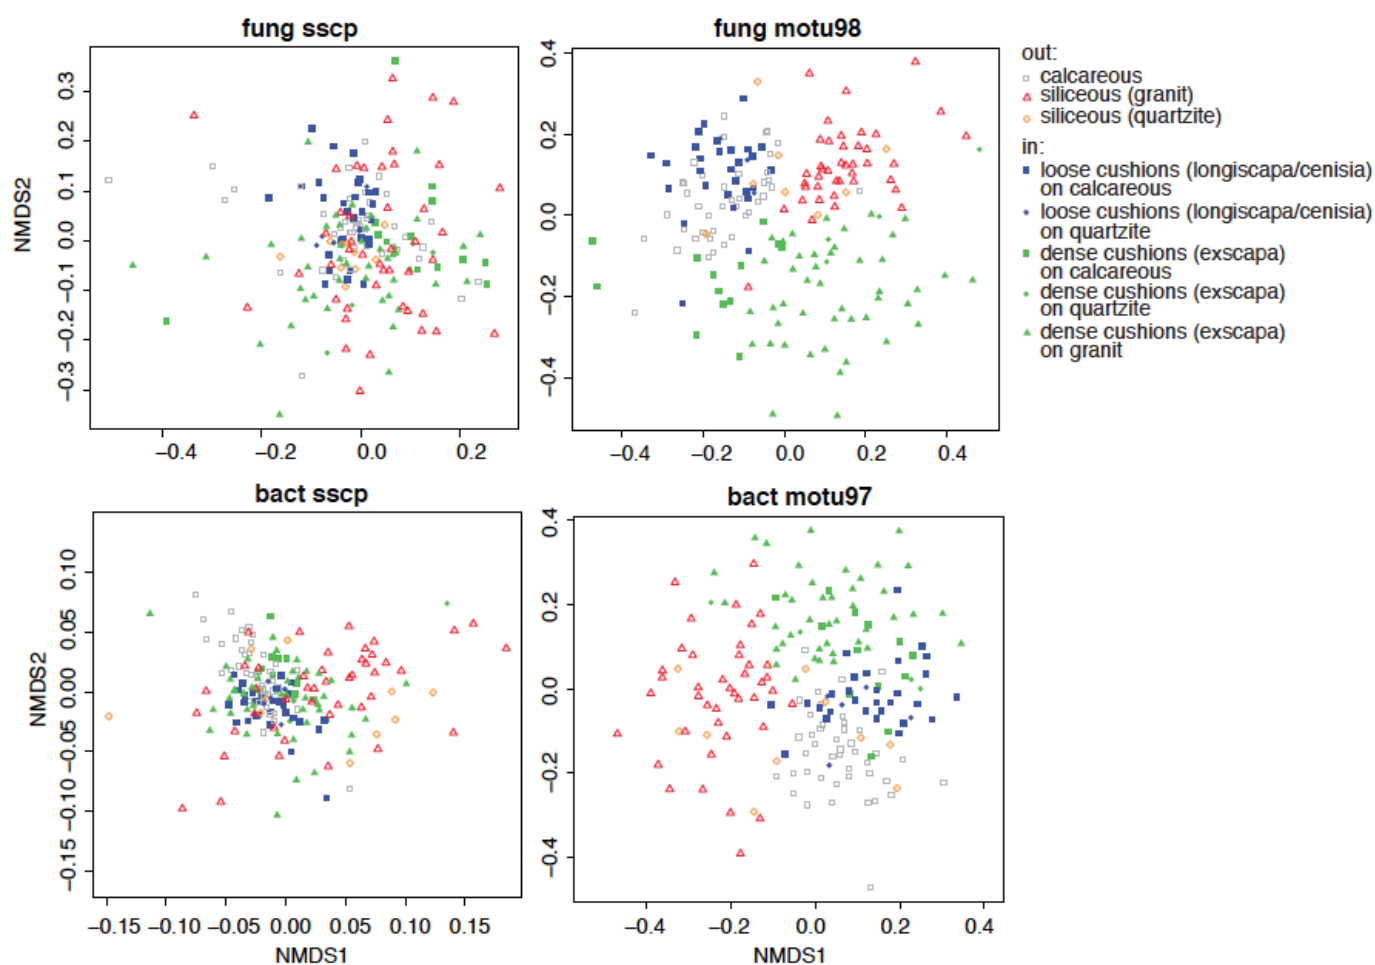 fung sscp
fung motu98
NMDS2
0.3
0.2
0.1
0.0
−0.1
−0.2
−0.3
−0.4
−0.2
0.0
0.2
0.4
0.2
0.0
−0.2
−0.4
−0.4
−0.2
0.0
0.2
0.4
out:
calcareous
siliceous (granit)
siliceous (quartzite)
in:
loose cushions (longiscapa/cenisia)
on calcareous
loose cushions (longiscapa/cenisia)
on quartzite
dense cushions (exscapa)
on calcareous
dense cushions (exscapa)
on quartzite
dense cushions (exscapa)
on granit
bact sscp
bact motu97
NMDS2
0.10
0.05
0.00
−0.05
−0.10
−0.15
−0.15
−0.10
−0.05
0.00
0.05
0.10
0.15
NMDS1
0.4
0.2
0.0
−0.2
−0.4
−0.4
−0.2
0.0
0.2
0.4
NMDS1